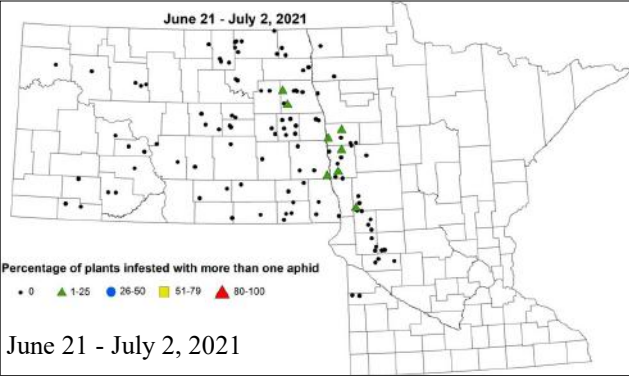 June 21 - July 2, 2021
Percentage of plants infested with more than one aphid
0 1-25 26-50 51-79 80-100
June 21 - July 2, 2021